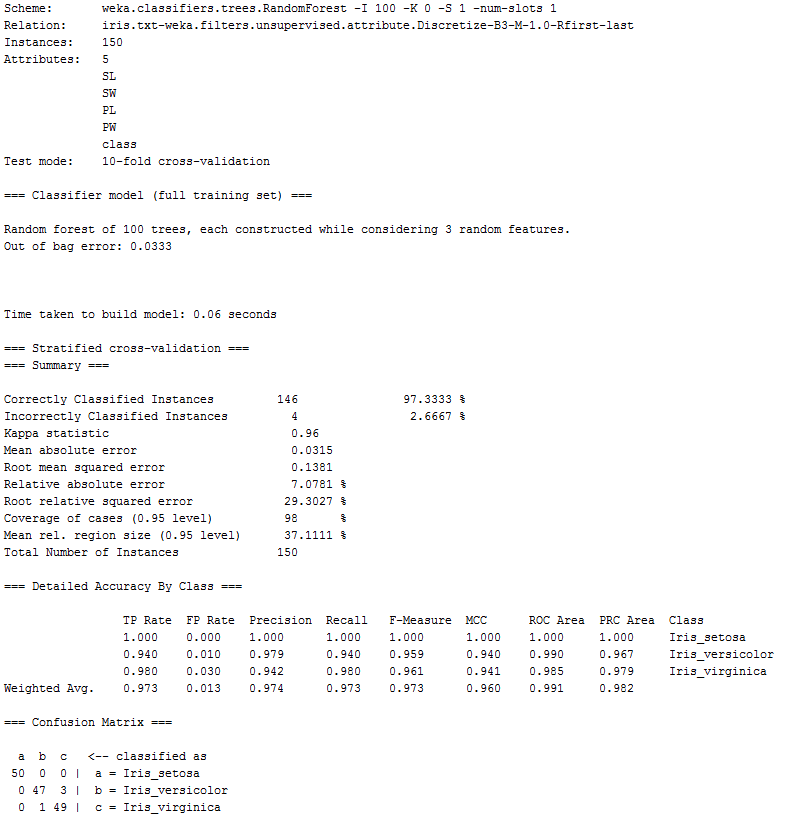 Scheme: weka.classifiers.trees.RandomForest -I 100 -K 0 -S 1 -num-slots 1
Relation: iris.txt-weka.filters.unsupervised.attribute.Discretize-B3-M-1.0-Rfirst-last
Instances: 150
Attributes: 5
SL
SW
PL
PW
class
Test mode: 10-fold cross-validation
=== Classifier model (full training set) ===
Random forest of 100 trees, each constructed while considering 3 random features.
Out of bag error: 0.0333
Time taken to build model: 0.06 seconds
=== Stratified cross-validation ===
=== Summary ===
Correctly Classified Instances 146 97.3333 %
Incorrectly Classified Instances 4 2.6667 %
Kappa statistic 0.96
Mean absolute error 0.0315
Root mean squared error 0.1381
Relative absolute error 7.0781 %
Root relative squared error 29.3027 %
Coverage of cases (0.95 level) 98 %
Mean rel. region size (0.95 level) 37.1111 %
Total Number of Instances 150
=== Detailed Accuracy By Class ===
TP Rate FP Rate Precision Recall F-Measure MCC ROC Area PRC Area Class
1.000 0.000 1.000 1.000 1.000 1.000 1.000 1.000 Iris_setosa
0.940 0.010 0.979 0.940 0.959 0.940 0.990 0.967 Iris_versicolor
0.980 0.030 0.942 0.980 0.961 0.941 0.985 0.979 Iris_virginica
Weighted Avg. 0.973 0.013 0.974 0.973 0.973 0.960 0.991 0.982
=== Confusion Matrix ===
a b c <-- classified as
50 0 0 | a = Iris_setosa
0 47 3 | b = Iris_versicolor
0 1 49 | c = Iris_virginica